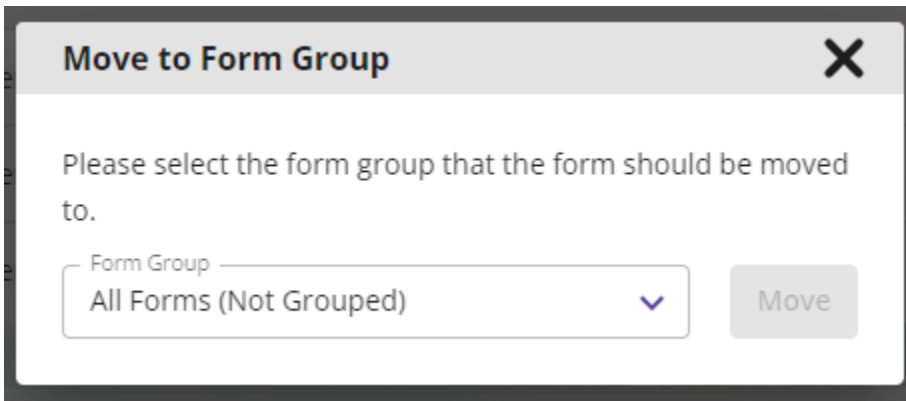 Move to Form Group
Please select the form group that the form should be moved
to.
Form Group
All Forms (Not Grouped)
Move